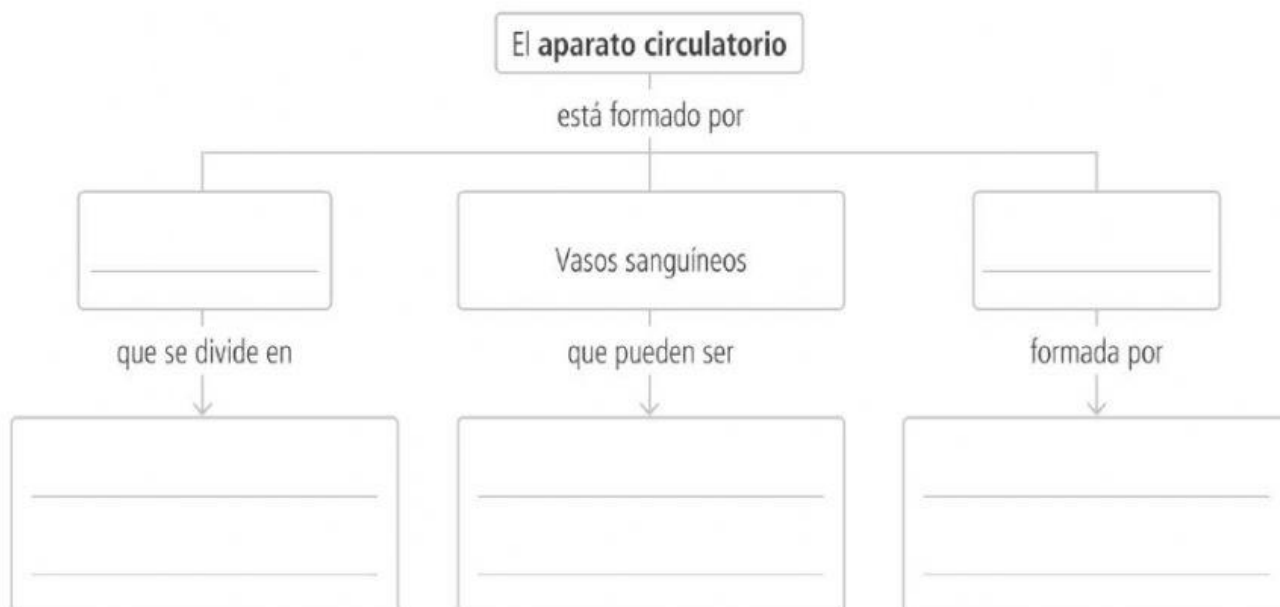 El aparato circulatorio
está formado por
Vasos sanguíneos
que se divide en
que pueden ser
formada por